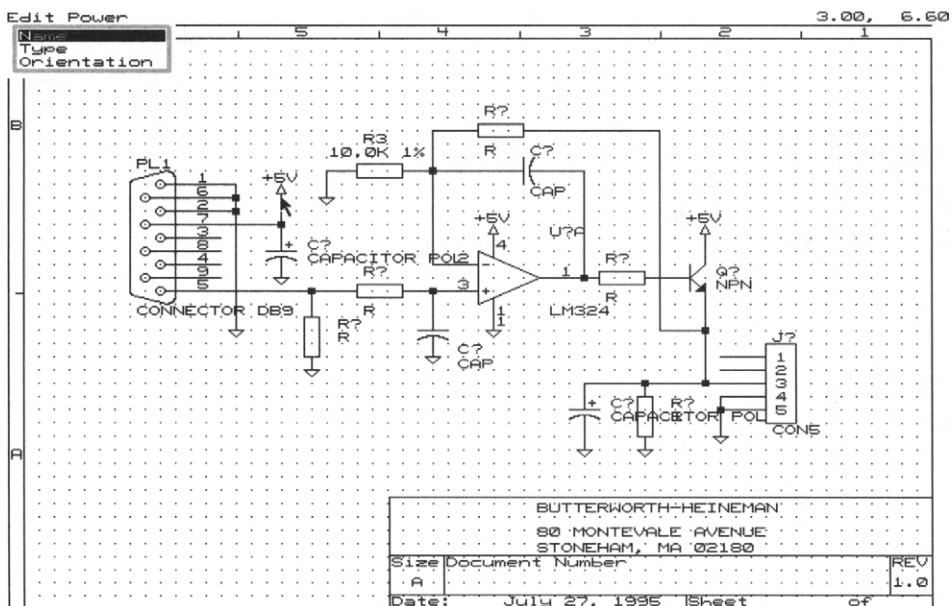 Edit Power
3.00, 6.60
Name
Type
Orientation
5
4
3
2
1
B
A
R?
R
R3
10.0K 1%
C?
CAP
PL1
1
6
2
7
3
8
4
9
5
CONNECTOR DB9
+5V
C?
CAPACITOR POL2
+5V
4
U?A
2
3
1
11
LM324
R?
R
R?
R
R?
R
C?
CAP
+5V
Q?
NPN
J?
1
2
3
4
5
CON5
C?
CAPACITOR POL
R?
BUTTERWORTH-HEINEMAN
80 MONTEVALE AVENUE
STONEHAM, MA 02180
Size
Document Number
REV
A
1.0
Date: July 27, 1995
Sheet of